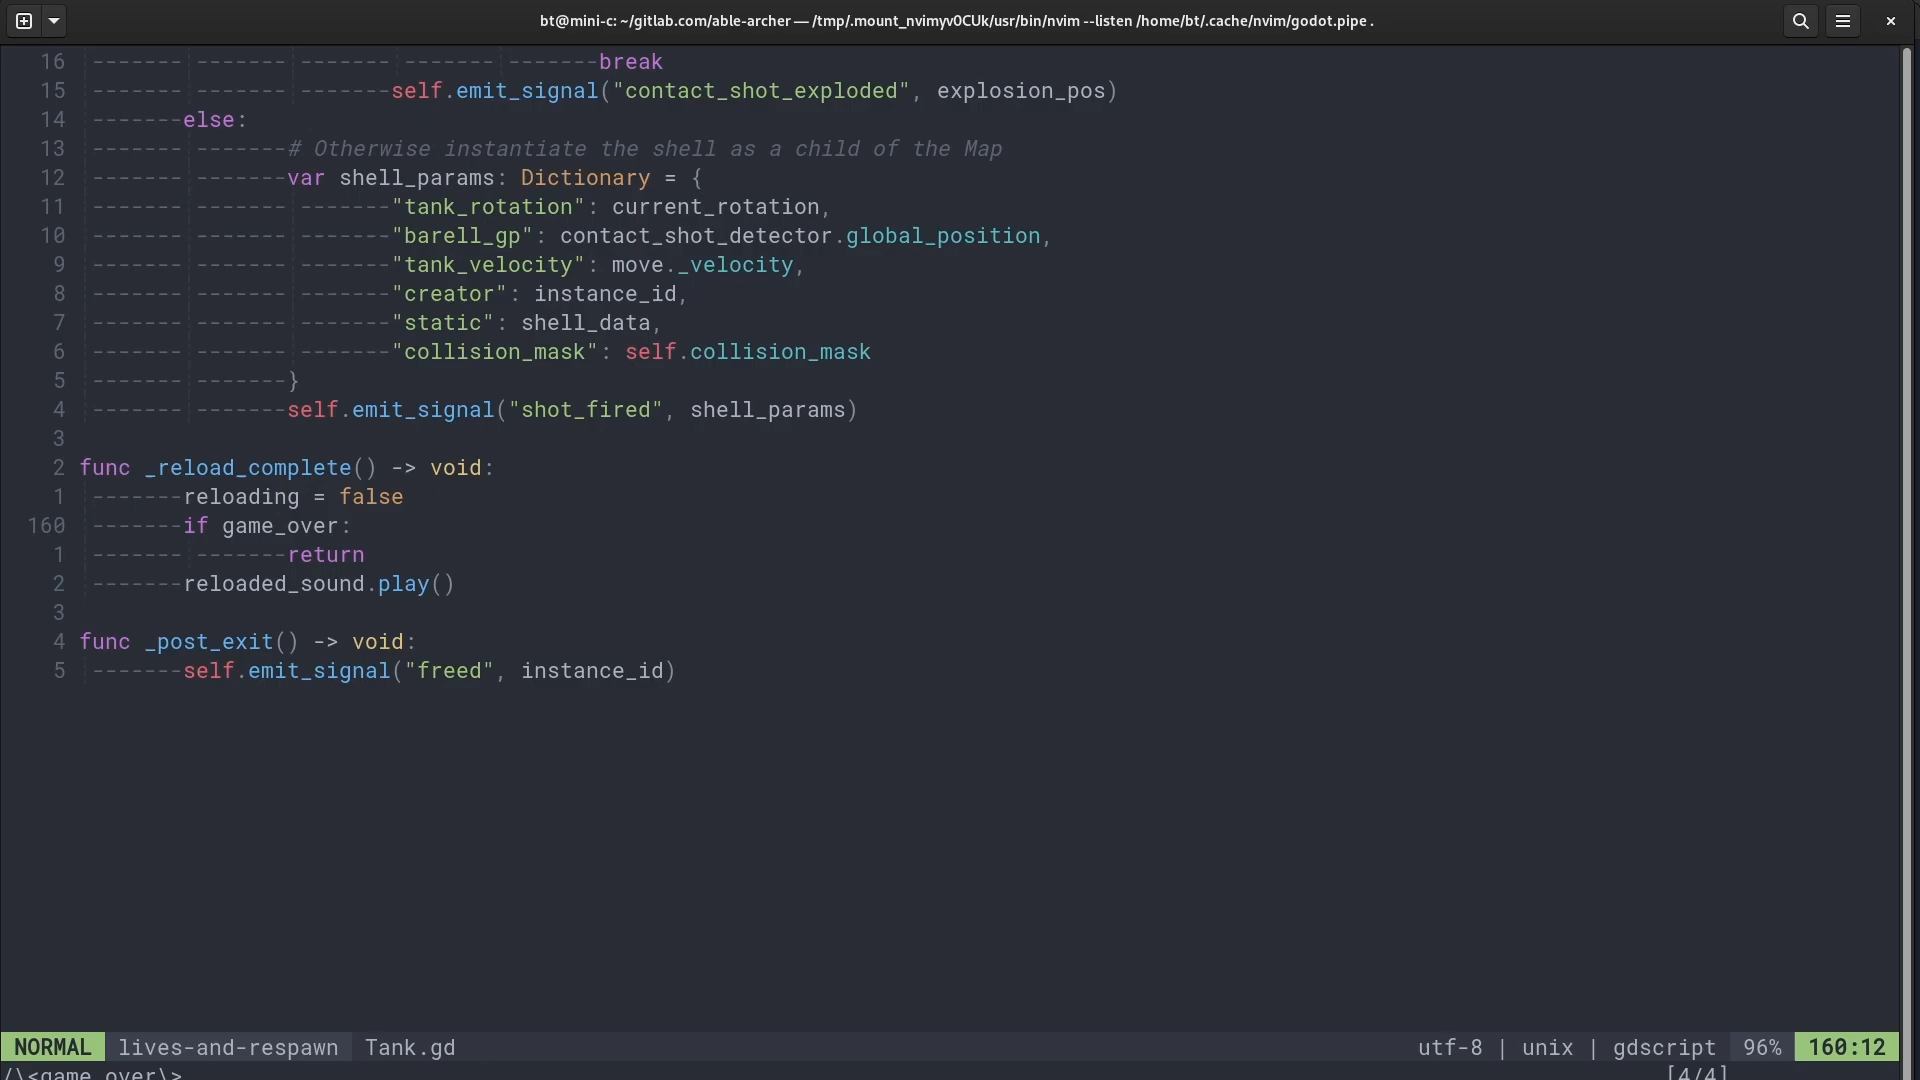 bt@mini-c: ~/gitlab.com/able-archer — /tmp/.mount_nvimyv0CUk/usr/bin/nvim --listen /home/bt/.cache/nvim/godot.pipe .
16 break
15 self.emit_signal("contact_shot_exploded", explosion_pos)
14 else:
13 # Otherwise instantiate the shell as a child of the Map
12 var shell_params: Dictionary = {
11 "tank_rotation": current_rotation,
10 "barell_gp": contact_shot_detector.global_position,
9 "tank_velocity": move._velocity,
8 "creator": instance_id,
7 "static": shell_data,
6 "collision_mask": self.collision_mask
5 }
4 self.emit_signal("shot_fired", shell_params)
3
2 func _reload_complete() -> void:
1 reloading = false
160 if game_over:
1 return
2 reloaded_sound.play()
3
4 func _post_exit() -> void:
5 self.emit_signal("freed", instance_id)
NORMAL lives-and-respawn Tank.gd utf-8 | unix | gdscript 96% 160:12
/\<game_over\> [4/4]